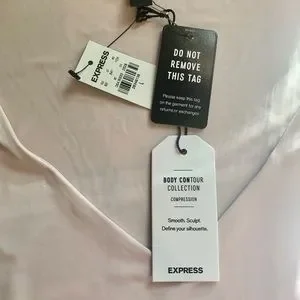 EXPRESS
L
DO NOT
REMOVE
THIS TAG
Please keep this tag
on the garment for any
returns or exchanges.
BODY CONTOUR
COLLECTION
COMPRESSION
Smooth. Sculpt.
Define your silhouette.
EXPRESS